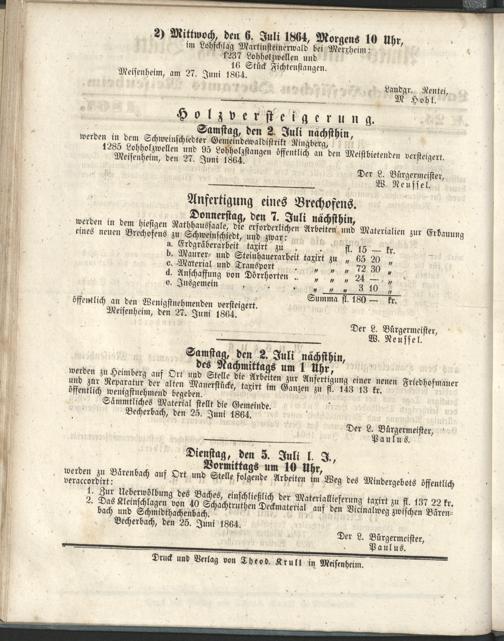 2) Mittwoch, den 6. Juli 1864, Morgens 10 Uhr,
im Lohschlag Martinsteinerwald bei Merxheim:
1237 Lohholzwellen und
16 Stück Fichtenstangen.
Meisenheim, am 27. Juni 1864.
Landgr. Rentei,
M Hohl.
Holzversteigerung.
Samstag, den 2. Juli nächsthin,
werden in dem Schweinschiedter Gemeindewalddistrikt Ringberg,
1285 Lohholzwellen und 95 Lohholzstangen öffentlich an den Meistbietenden versteigert.
Meisenheim, den 27. Juni 1864.
Der L. Bürgermeister,
W. Reussel.
Anfertigung eines Brechofens.
Donnerstag, den 7. Juli nächsthin,
werden in dem hiesigen Rathhaussaale, die erforderlichen Arbeiten und Materialien zur Erbauung
eines neuen Brechofens zu Schweinschiedt, und zwar:
a. Erdgräberarbeit taxirt zu . . fl. 15 — kr.
b. Maurer- und Steinhauerarbeit taxirt zu „ 65 20 „
c. Material und Transport . „ „ „ 72 30 „
d. Anschaffung von Dörrhorten . „ „ „ 24 — „
e. Insgemein . . „ „ „ 3 10 „
Summa fl. 180 — kr.
öffentlich an den Wenigstnehmenden versteigert.
Meisenheim, den 27. Juni 1864.
Der L. Bürgermeister,
W. Reussel.
Samstag, den 2. Juli nächsthin,
des Nachmittags um 1 Uhr,
werden zu Heimberg auf Ort und Stelle die Arbeiten zur Anfertigung einer neuen Friedhofmauer
und zur Reparatur der alten Mauerstücke, taxirt im Ganzen zu fl. 143 13 kr.
öffentlich wenigstnehmend begeben.
Sämmtliches Material stellt die Gemeinde.
Becherbach, den 25. Juni 1864.
Der L. Bürgermeister,
Paulus.
Dienstag, den 5. Juli l. J.,
Vormittags um 10 Uhr,
werden zu Bärenbach auf Ort und Stelle folgende Arbeiten im Weg des Mindergebots öffentlich
veraccordirt:
1. Zur Ueberwölbung des Baches, einschließlich der Materiallieferung taxirt zu fl. 137 22 kr.
2. Das Kleinschlagen von 40 Schachtruthen Deckmaterial auf den Vicinalweg zwischen Bären-
bach und Schmidthachenbach.
Becherbach, den 25. Juni 1864.
Der L. Bürgermeister,
Paulus.
Druck und Verlag von Theod. Krull in Meisenheim.